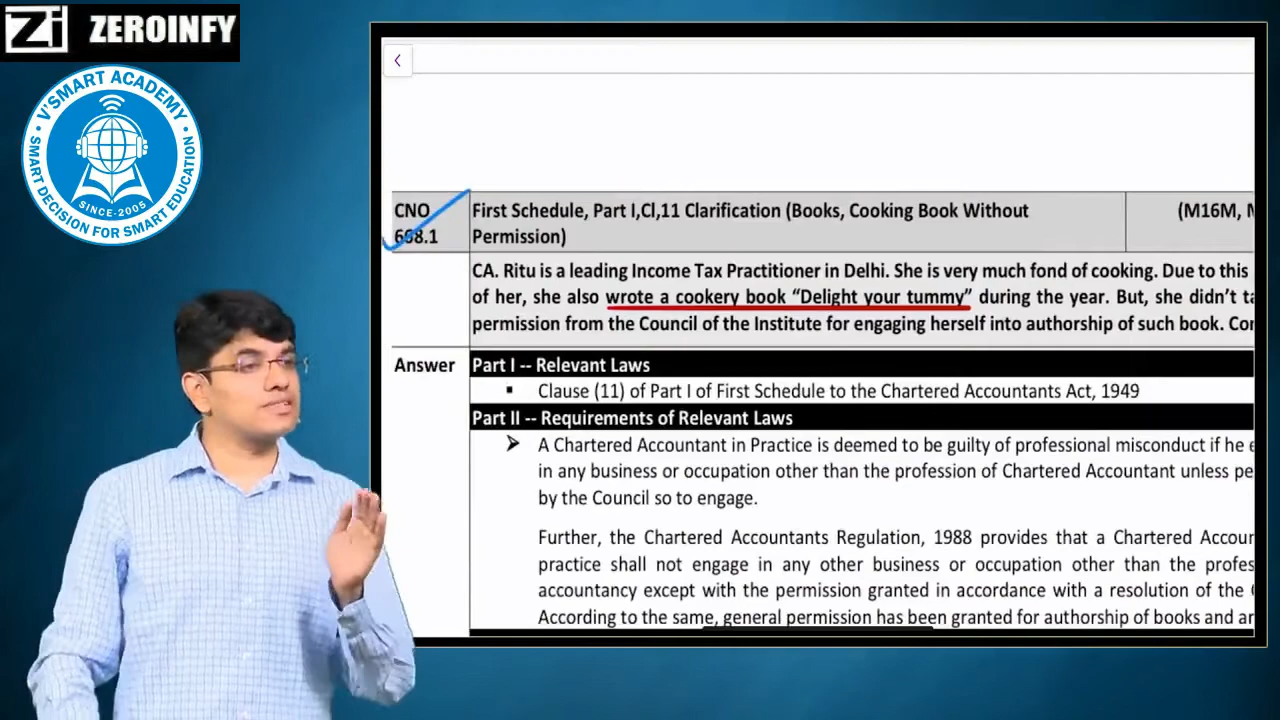 Zi ZEROINFY
V'SMART ACADEMY
SMART DECISION FOR SMART EDUCATION
SINCE-2005
CNO
First Schedule, Part I,Cl,11 Clarification (Books, Cooking Book Without
(M16M,
Permission)
CA. Ritu is a leading Income Tax Practitioner in Delhi. She is very much fond of cooking. Due to this
of her, she also wrote a cookery book “Delight your tummy” during the year. But, she didn’t
permission from the Council of the Institute for engaging herself into authorship of such book.
Answer
Part I -- Relevant Laws
▪ Clause (11) of Part I of First Schedule to the Chartered Accountants Act, 1949
Part II -- Requirements of Relevant Laws
➢ A Chartered Accountant in Practice is deemed to be guilty of professional misconduct if he
in any business or occupation other than the profession of Chartered Accountant unless
by the Council so to engage.
Further, the Chartered Accountants Regulation, 1988 provides that a Chartered
practice shall not engage in any other business or occupation other than the
accountancy except with the permission granted in accordance with a resolution of the
According to the same, general permission has been granted for authorship of books and